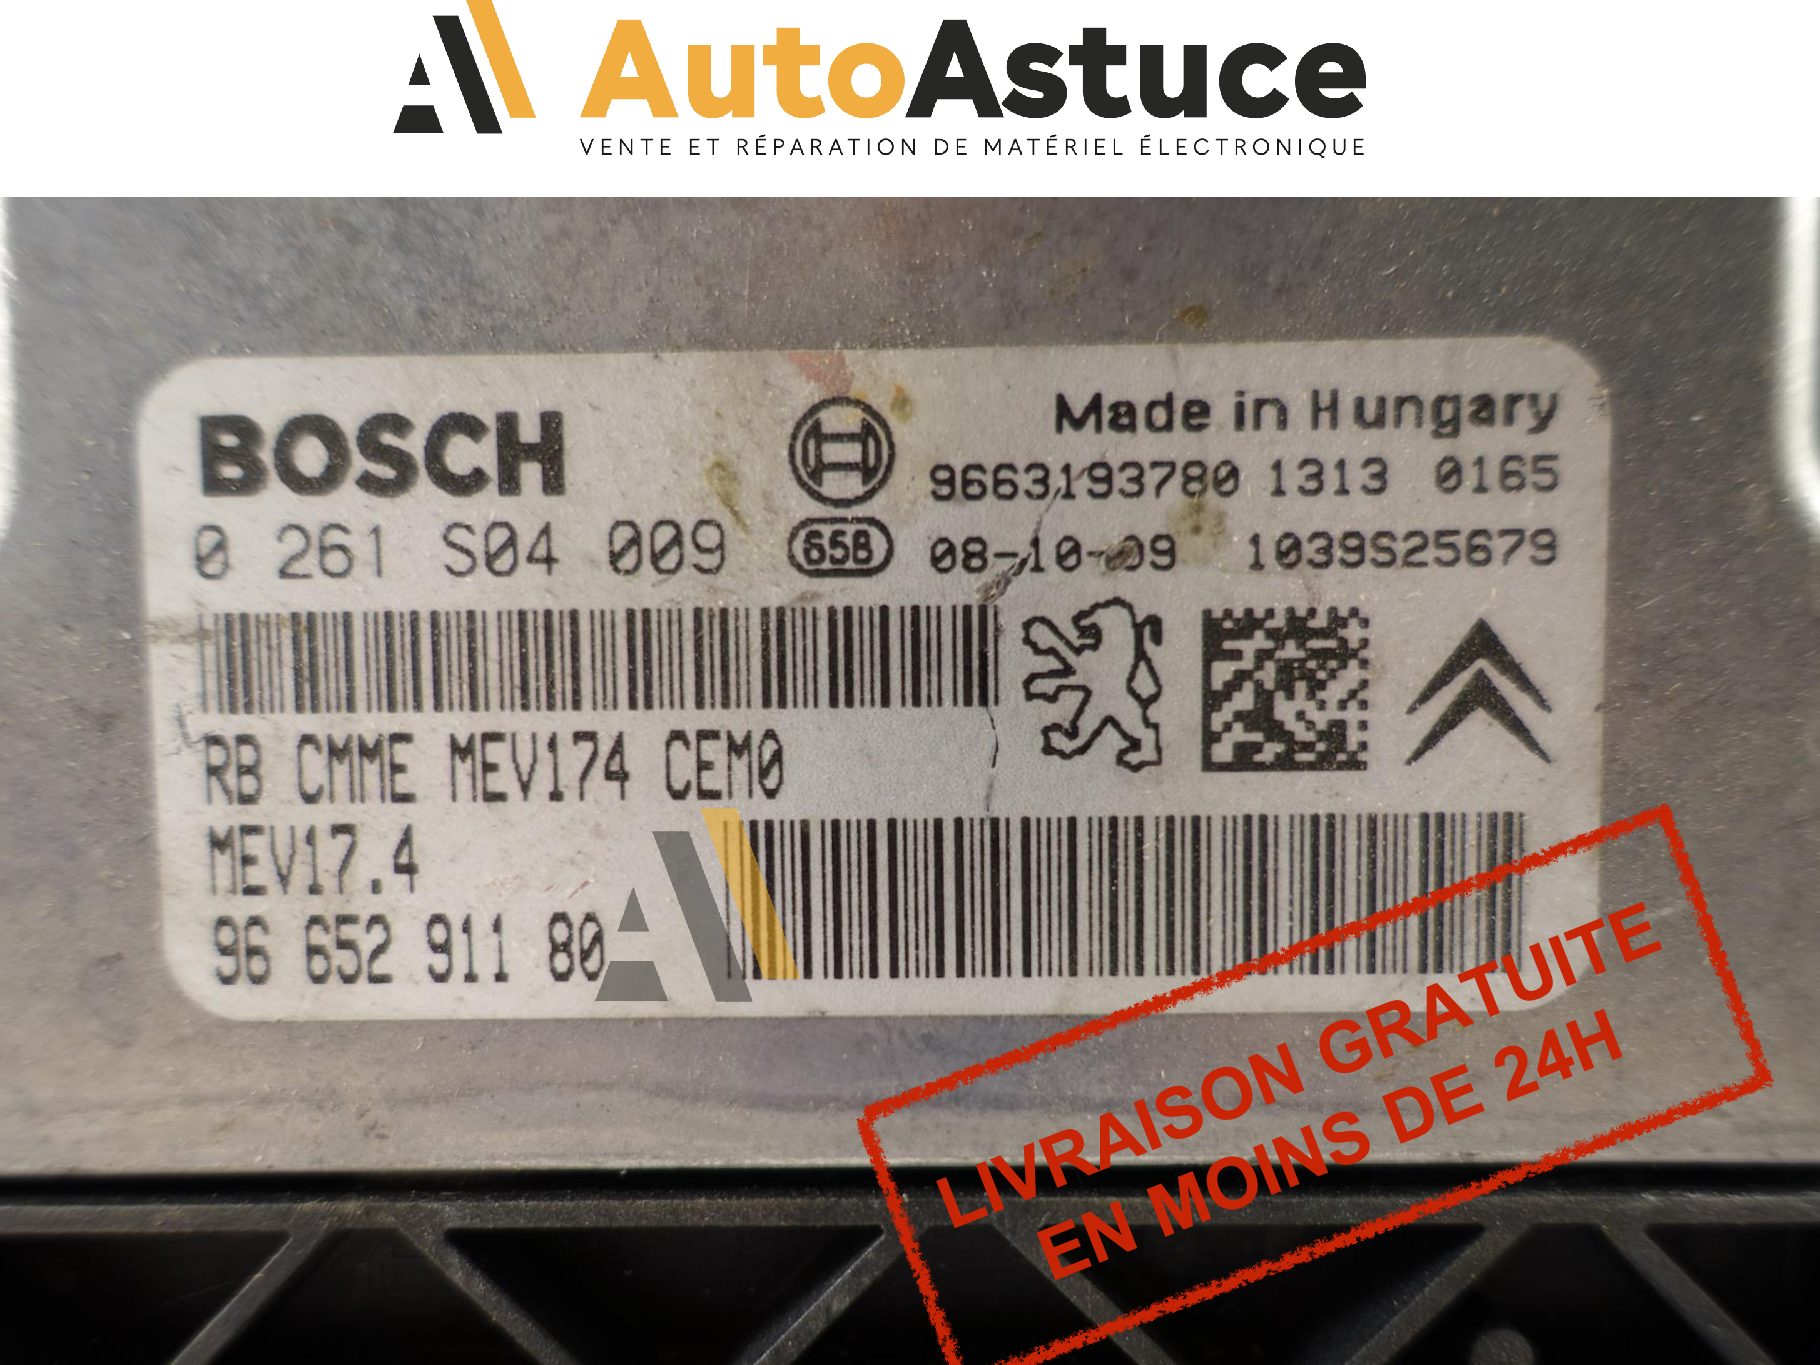 AutoAstuce
VENTE ET RÉPARATION DE MATÉRIEL ÉLECTRONIQUE
BOSCH
Made in Hungary
9663193780 1313 0165
0 261 S04 009
658
08-10-09 1039S25679
RB CMME MEV174 CEM0
MEV17.4
96 652 911 80
LIVRAISON GRATUITE
EN MOINS DE 24H